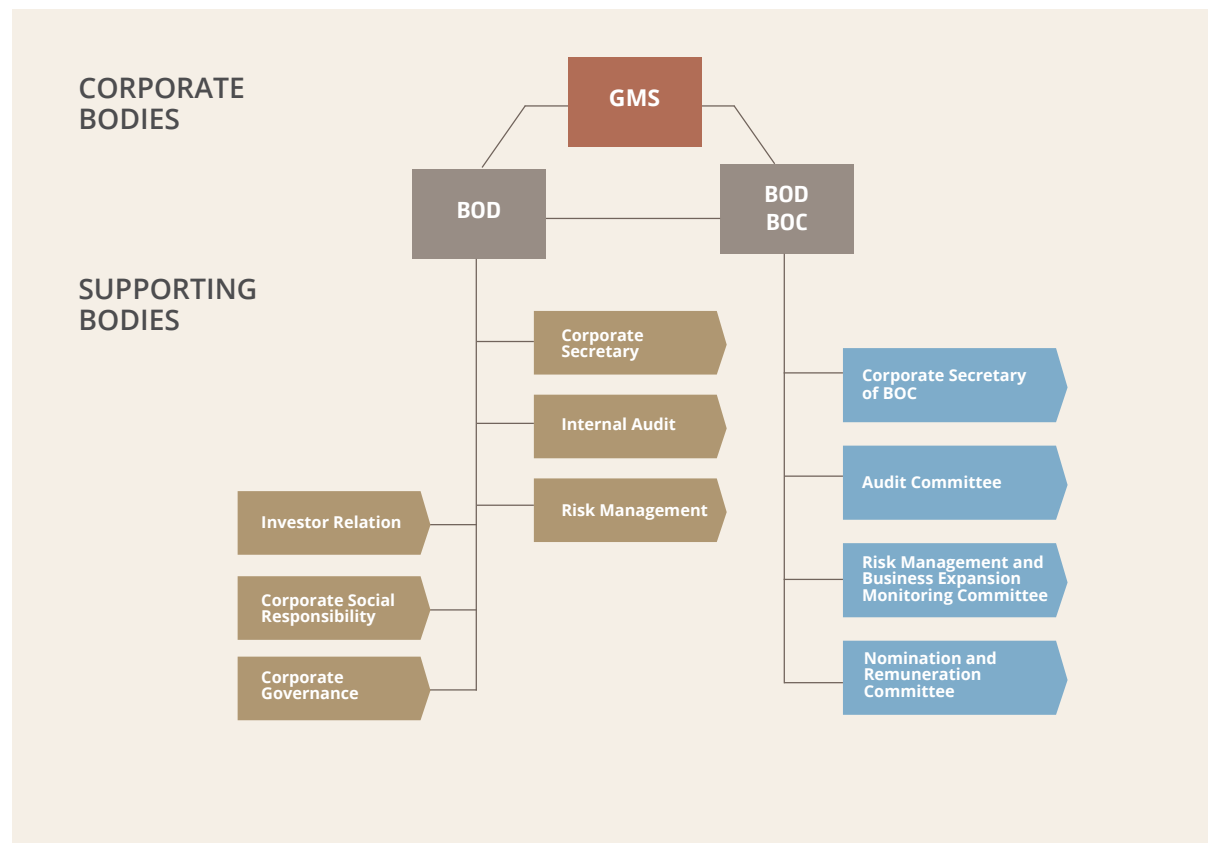 CORPORATE
BODIES
GMS
BOD
BOD
BOC
SUPPORTING
BODIES
Corporate
Secretary
Internal Audit
Risk Management
Investor Relation
Corporate Social
Responsibility
Corporate
Governance
Corporate Secretary
of BOC
Audit Committee
Risk Management and
Business Expansion
Monitoring Committee
Nomination and
Remuneration
Committee